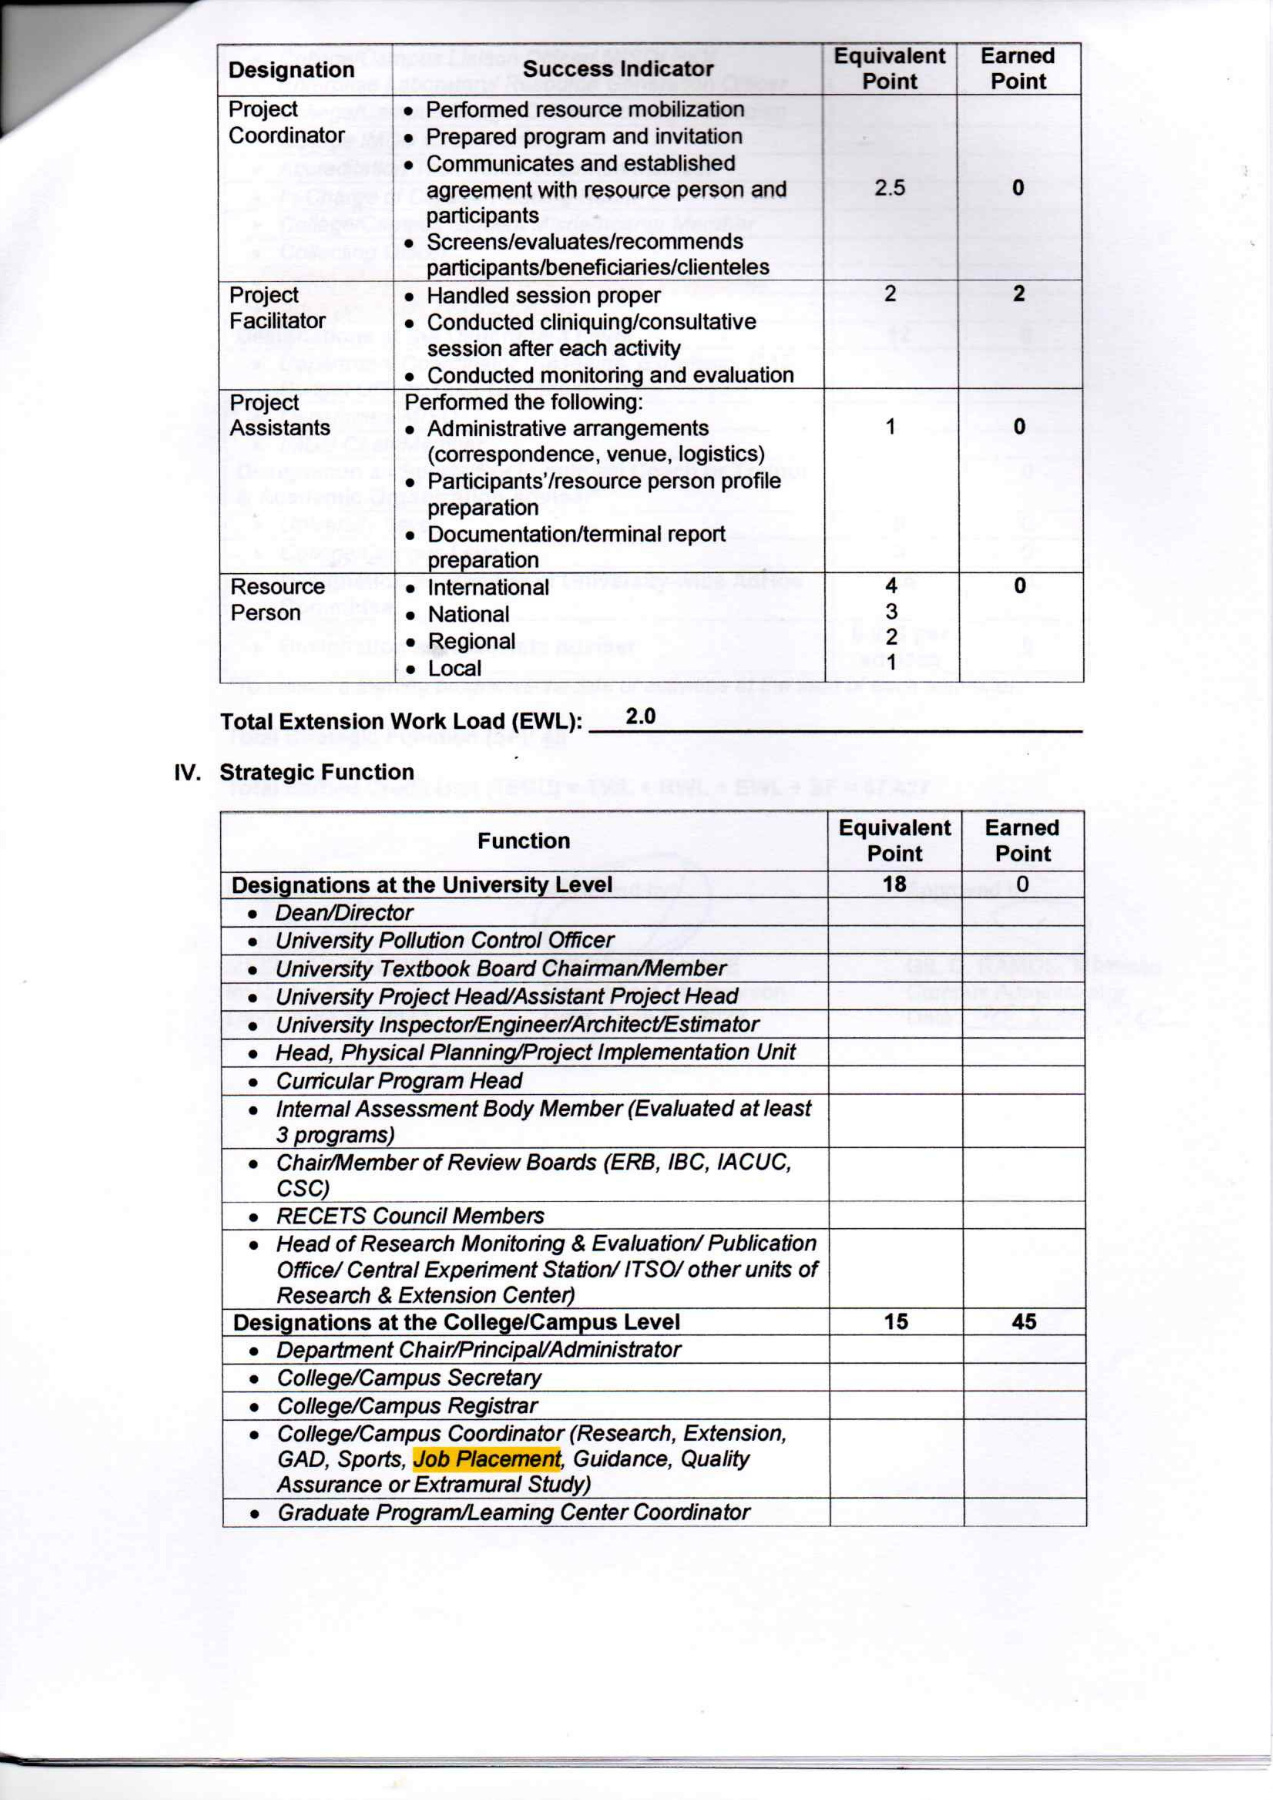 Designation Success Indicator Equivalent Point Earned Point
Project Coordinator
• Performed resource mobilization
• Prepared program and invitation
• Communicates and established
agreement with resource person and
participants
• Screens/evaluates/recommends
participants/beneficiaries/clienteles
2.5 0
Project Facilitator
• Handled session proper
• Conducted cliniquing/consultative
session after each activity
• Conducted monitoring and evaluation
2 2
Project Assistants
Performed the following:
• Administrative arrangements
(correspondence, venue, logistics)
• Participants'/resource person profile
preparation
• Documentation/terminal report
preparation
1 0
Resource Person
• International 4 0
• National 3
• Regional 2
• Local 1
Total Extension Work Load (EWL): 2.0
IV. Strategic Function
Function Equivalent Point Earned Point
Designations at the University Level 18 0
• Dean/Director
• University Pollution Control Officer
• University Textbook Board Chairman/Member
• University Project Head/Assistant Project Head
• University Inspector/Engineer/Architect/Estimator
• Head, Physical Planning/Project Implementation Unit
• Curricular Program Head
• Internal Assessment Body Member (Evaluated at least
3 programs)
• Chair/Member of Review Boards (ERB, IBC, IACUC,
CSC)
• RECETS Council Members
• Head of Research Monitoring & Evaluation/ Publication
Office/ Central Experiment Station/ ITSO/ other units of
Research & Extension Center)
Designations at the College/Campus Level 15 45
• Department Chair/Principal/Administrator
• College/Campus Secretary
• College/Campus Registrar
• College/Campus Coordinator (Research, Extension,
GAD, Sports, Job Placement, Guidance, Quality
Assurance or Extramural Study)
• Graduate Program/Learning Center Coordinator